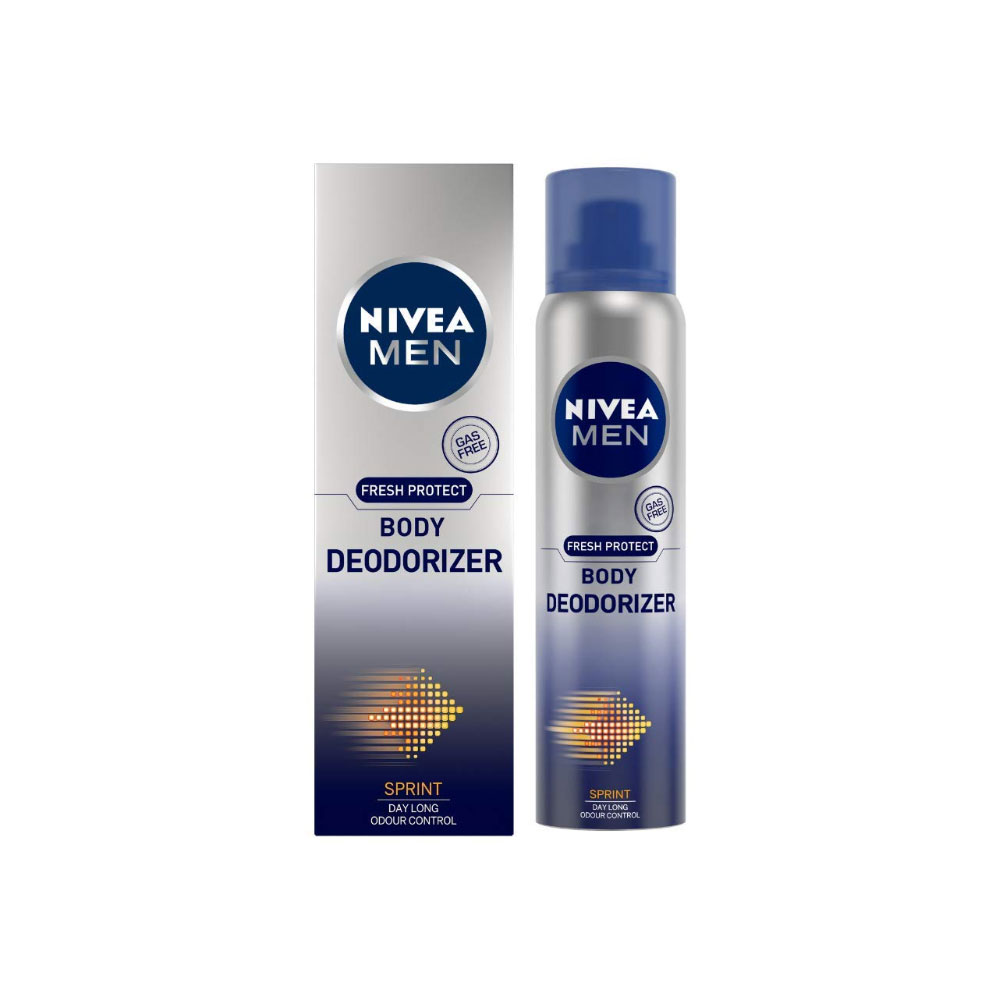 NIVEA
MEN
GAS
FREE
FRESH PROTECT
BODY
DEODORIZER
SPRINT
DAY LONG
ODOUR CONTROL
NIVEA
MEN
GAS
FREE
FRESH PROTECT
BODY
DEODORIZER
SPRINT
DAY LONG
ODOUR CONTROL